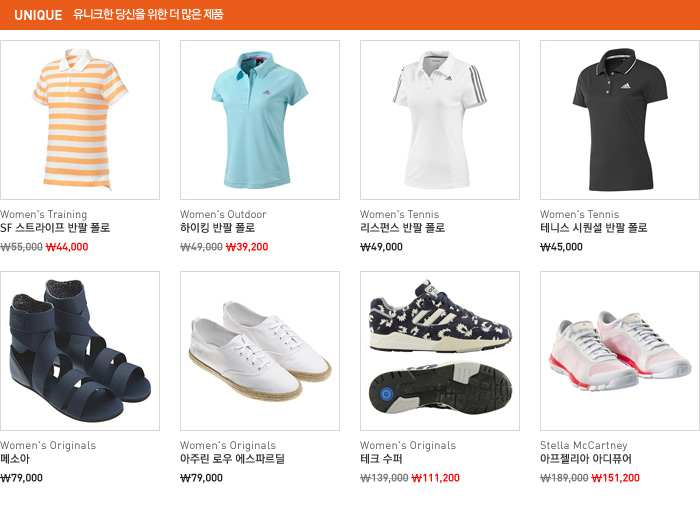 UNIQUE 유니크한 당신을 위한 더 많은 제품
Women's Training
SF 스트라이프 반팔 폴로
₩55,000 ₩44,000
Women's Outdoor
하이킹 반팔 폴로
₩49,000 ₩39,200
Women's Tennis
리스펀스 반팔 폴로
₩49,000
Women's Tennis
테니스 시퀀셜 반팔 폴로
₩45,000
Women's Originals
메소아
₩79,000
Women's Originals
아주린 로우 에스파르딜
₩79,000
Women's Originals
테크 수퍼
₩139,000 ₩111,200
Stella McCartney
아프젤리아 아디퓨어
₩189,000 ₩151,200